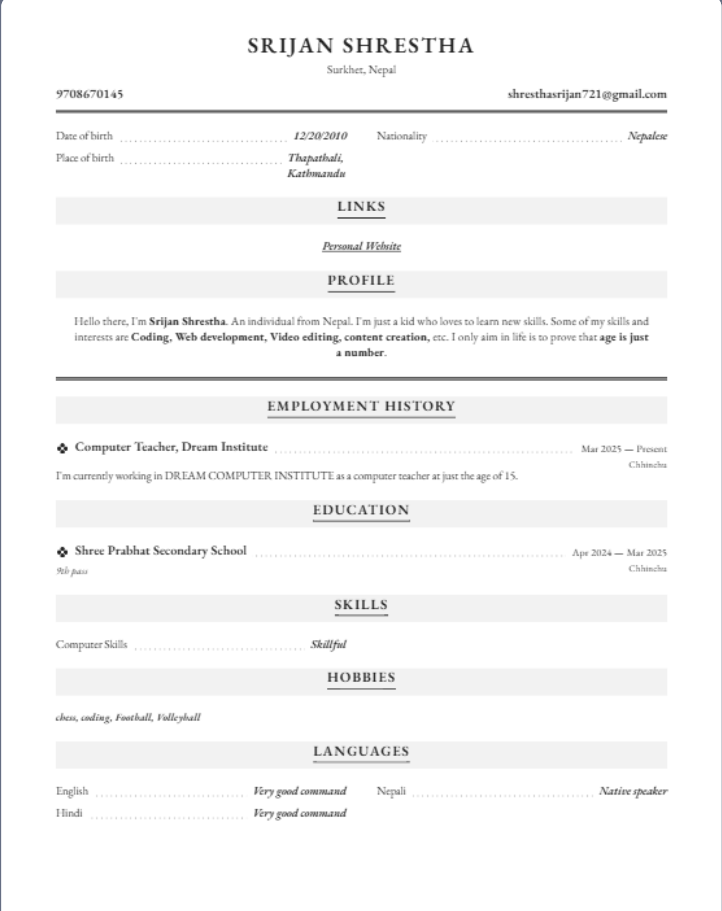 SRIJAN SHRESTHA
Surkhet, Nepal
9708670145 shresthasrijan721@gmail.com
Date of birth 12/20/2010 Nationality Nepalese
Place of birth Thapathali,
Kathmandu
LINKS
Personal Website
PROFILE
Hello there, I'm Srijan Shrestha. An individual from Nepal. I'm just a kid who loves to learn new skills. Some of my skills and
interests are Coding, Web development, Video editing, content creation, etc. I only aim in life is to prove that age is just
a number.
EMPLOYMENT HISTORY
Computer Teacher, Dream Institute Mar 2025 — Present
Chhinchu
I'm currently working in DREAM COMPUTER INSTITUTE as a computer teacher at just the age of 15.
EDUCATION
Shree Prabhat Secondary School Apr 2024 — Mar 2025
9th pass Chhinchu
SKILLS
Computer Skills Skillful
HOBBIES
chess, coding, Football, Volleyball
LANGUAGES
English Very good command Nepali Native speaker
Hindi Very good command